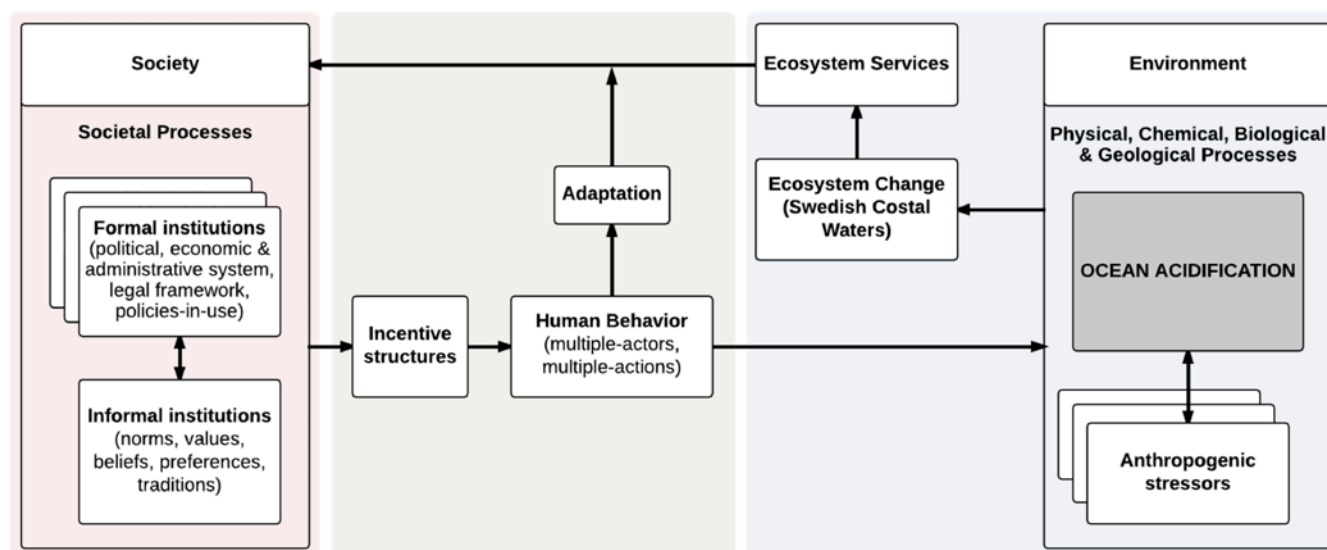 Society
Societal Processes
Formal institutions
(political, economic &
administrative system,
legal framework,
policies-in-use)
Informal institutions
(norms, values,
beliefs, preferences,
traditions)
Incentive
structures
Adaptation
Human Behavior
(multiple-actors,
multiple-actions)
Ecosystem Services
Ecosystem Change
(Swedish Costal
Waters)
Environment
Physical, Chemical, Biological
& Geological Processes
OCEAN ACIDIFICATION
Anthropogenic
stressors